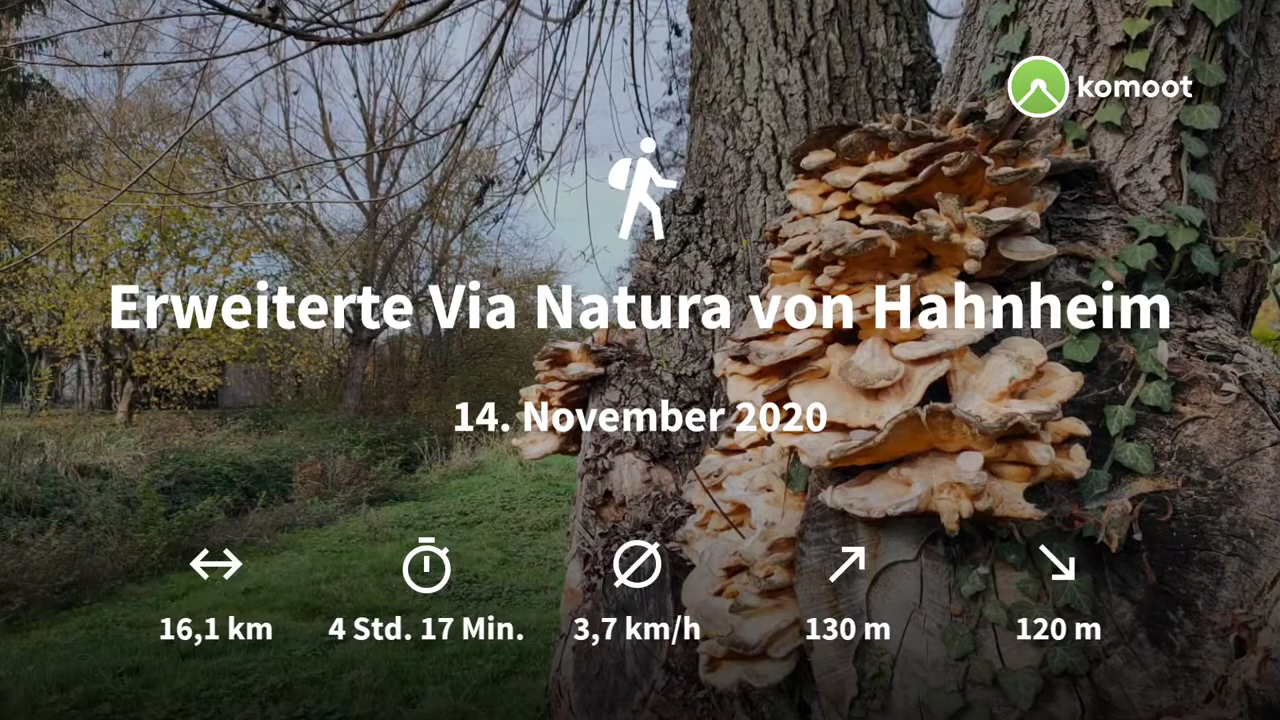 komoot
Erweiterte Via Natura von Hahnheim
14. November 2020
16,1 km
4 Std. 17 Min.
3,7 km/h
130 m
120 m